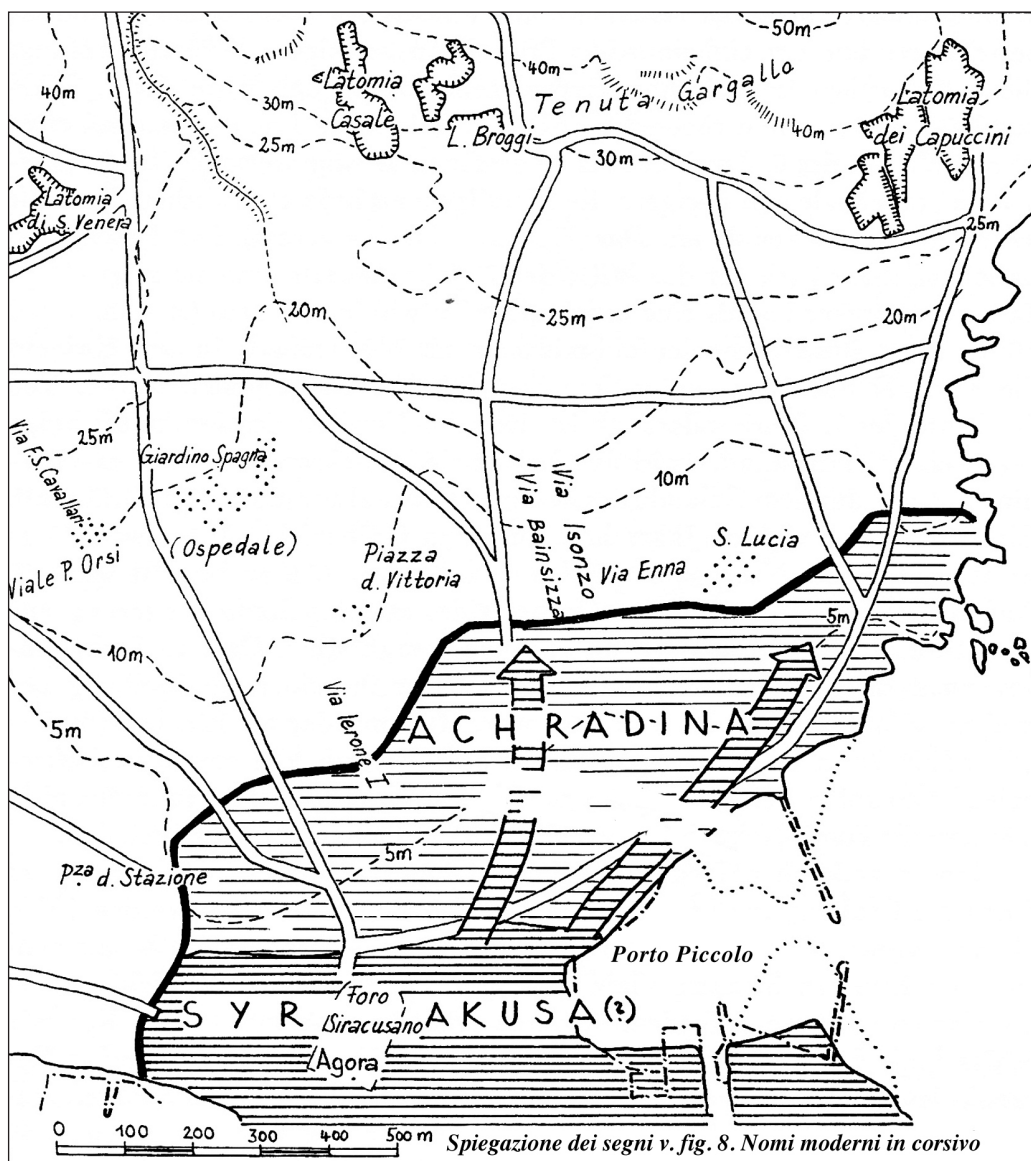 50m
40m
40m
Latomia
Casale
30m
25m
L. Broggi
Tenuta Gargallo
40m
Latomia
dei Capuccini
30m
25m
Latomia
di S. Venera
20m
25m
20m
25m
Via F.S. Cavallari
Giardino Spagna
10m
Viale P. Orsi
(Ospedale)
Piazza
d. Vittoria
Via Bainsizza
Via Isonzo
Via Enna
S. Lucia
10m
5m
5m
Via Ierone I
ACHRADINA
5m
Pza d. Stazione
Porto Piccolo
SYRAKUSA (?)
Foro
Siracusano
Agora
0 100 200 300 400 500 m
Spiegazione dei segni v. fig. 8. Nomi moderni in corsivo